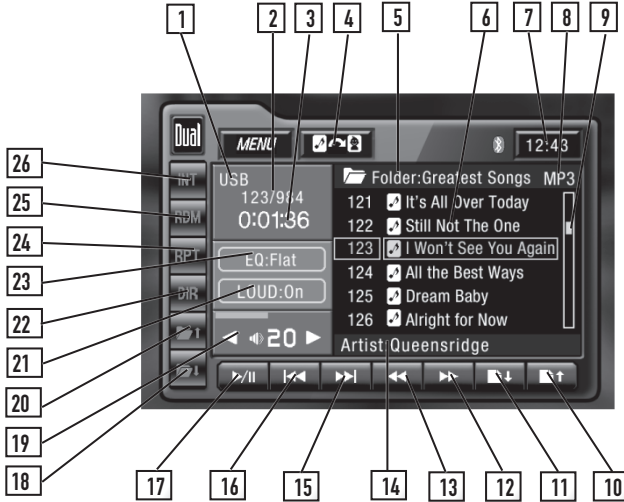 1 2 3 4 5 6 7 8 9
Dual MENU 12:43
26 INT USB Folder:Greatest Songs MP3
123/984 121 It's All Over Today
25 RDM 0:01:36 122 Still Not The One
123 I Won't See You Again
24 RPT EQ:Flat 124 All the Best Ways
23
22 DIR LOUD:On 125 Dream Baby
21 126 Alright for Now
20 20 Artist:Queensridge
19
18
17 16 15 14 13 12 11 10